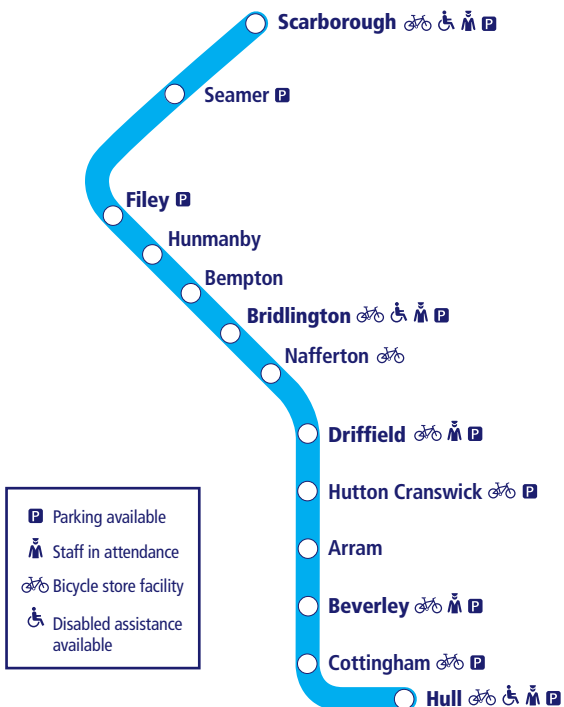 Scarborough P
Seamer P
Filey P
Hunmanby
Bempton
Bridlington P
Nafferton
Driffield P
Hutton Cranswick P
Arram
Beverley P
Cottingham P
Hull P
P Parking available
Staff in attendance
Bicycle store facility
Disabled assistance
available